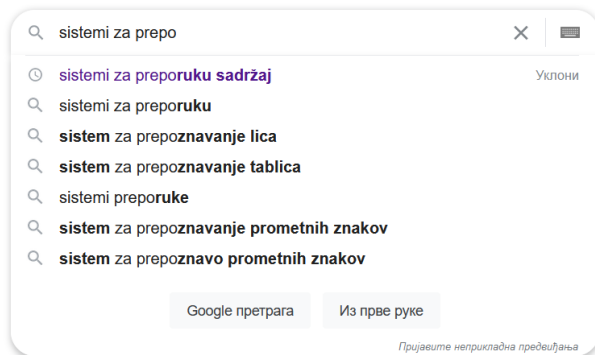 sistemi za prepo
sistemi za preporuku sadržaj Уклони
sistemi za preporuku
sistem za prepoznavanje lica
sistem za prepoznavanje tablica
sistemi preporuke
sistem za prepoznavanje prometnih znakov
sistem za prepoznavo prometnih znakov
Google претрага Из прве руке
Пријавите неприкладна предвиђања